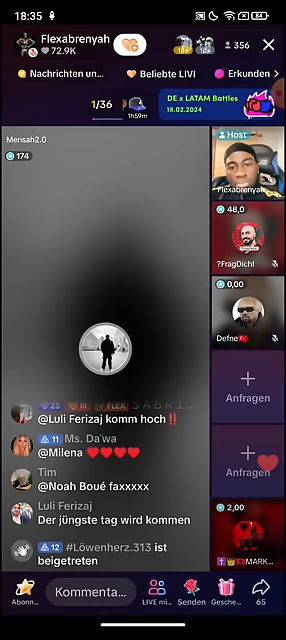 18:35
84
Flexabrenyah
72.9K
356
Nachrichten un...
Beliebte LIVI
Erkunden
1/36
1h59m
DE x LATAM Battles
18.02.2024
Mensah2.0
174
Host
Flexabrenyah
48,0
?FragDich!
0,00
Defne🇹🇷
Anfragen
Anfragen
2,00
MARK...
25 III FLEX S A B R I...
@Luli Ferizaj komm hoch‼️
11 Ms. Da'wa
@Milena ❤️❤️❤️❤️
Tim
@Noah Boué faxxxxx
Luli Ferizaj
Der jüngste tag wird kommen
12 #Löwenherz.313 ist
beigetreten
Abonn...
Kommenta...
LIVE mi...
Senden
Gesche...
65